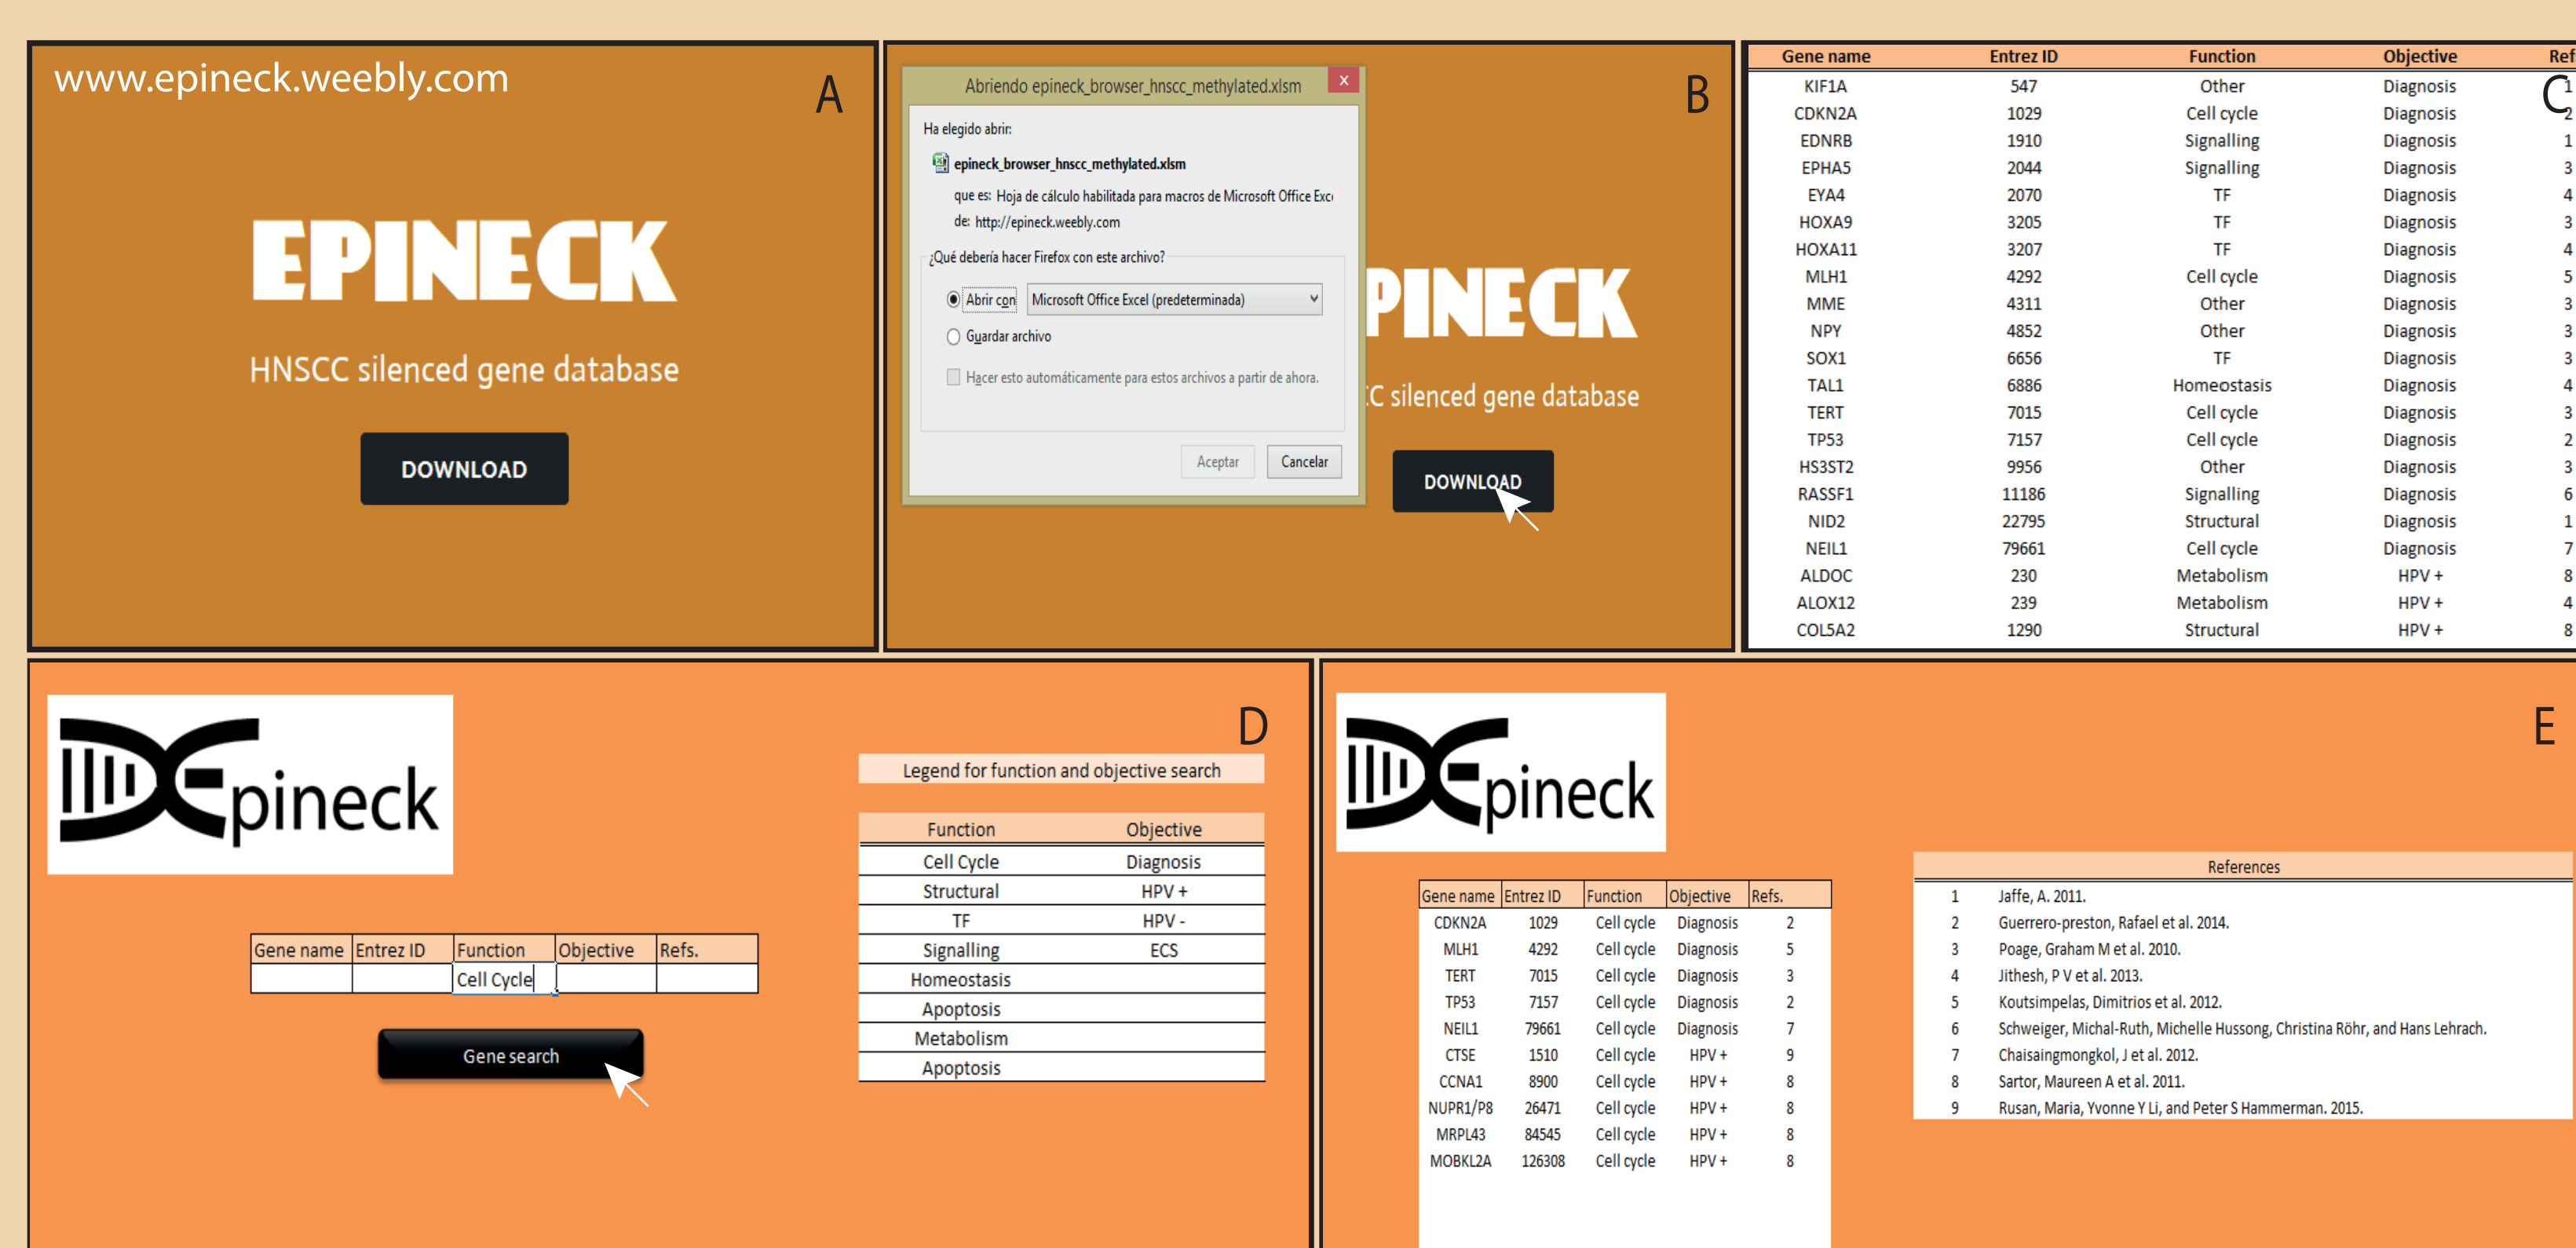 www.epineck.weebly.com
A
EPINECK
HNSCC silenced gene database
DOWNLOAD
B
Abriendo epineck_browser_hnscc_methylated.xlsm
x
Ha elegido abrir:
epineck_browser_hnscc_methylated.xlsm
que es: Hoja de cálculo habilitada para macros de Microsoft Office Exc
de: http://epineck.weebly.com
¿Qué debería hacer Firefox con este archivo?
Abrir con Microsoft Office Excel (predeterminada)
Guardar archivo
Hacer esto automáticamente para estos archivos a partir de ahora.
Aceptar Cancelar
PINECK
C silenced gene database
DOWNLOAD
C
Gene name Entrez ID Function Objective Ref
KIF1A 547 Other Diagnosis 1
CDKN2A 1029 Cell cycle Diagnosis 2
EDNRB 1910 Signalling Diagnosis 1
EPHA5 2044 Signalling Diagnosis 3
EYA4 2070 TF Diagnosis 4
HOXA9 3205 TF Diagnosis 3
HOXA11 3207 TF Diagnosis 4
MLH1 4292 Cell cycle Diagnosis 5
MME 4311 Other Diagnosis 3
NPY 4852 Other Diagnosis 3
SOX1 6656 TF Diagnosis 3
TAL1 6886 Homeostasis Diagnosis 4
TERT 7015 Cell cycle Diagnosis 3
TP53 7157 Cell cycle Diagnosis 2
HS3ST2 9956 Other Diagnosis 3
RASSF1 11186 Signalling Diagnosis 6
NID2 22795 Structural Diagnosis 1
NEIL1 79661 Cell cycle Diagnosis 7
ALDOC 230 Metabolism HPV + 8
ALOX12 239 Metabolism HPV + 4
COL5A2 1290 Structural HPV + 8
D
Epineck
Gene name Entrez ID Function Objective Refs.
Cell Cycle
Gene search
Legend for function and objective search
Function Objective
Cell Cycle Diagnosis
Structural HPV +
TF HPV -
Signalling ECS
Homeostasis
Apoptosis
Metabolism
Apoptosis
E
Epineck
Gene name Entrez ID Function Objective Refs.
CDKN2A 1029 Cell cycle Diagnosis 2
MLH1 4292 Cell cycle Diagnosis 5
TERT 7015 Cell cycle Diagnosis 3
TP53 7157 Cell cycle Diagnosis 2
NEIL1 79661 Cell cycle Diagnosis 7
CTSE 1510 Cell cycle HPV + 9
CCNA1 8900 Cell cycle HPV + 8
NUPR1/P8 26471 Cell cycle HPV + 8
MRPL43 84545 Cell cycle HPV + 8
MOBKL2A 126308 Cell cycle HPV + 8
References
1 Jaffe, A. 2011.
2 Guerrero-preston, Rafael et al. 2014.
3 Poage, Graham M et al. 2010.
4 Jithesh, P V et al. 2013.
5 Koutsimpelas, Dimitrios et al. 2012.
6 Schweiger, Michal-Ruth, Michelle Hussong, Christina Röhr, and Hans Lehrach.
7 Chaisaingmongkol, J et al. 2012.
8 Sartor, Maureen A et al. 2011.
9 Rusan, Maria, Yvonne Y Li, and Peter S Hammerman. 2015.